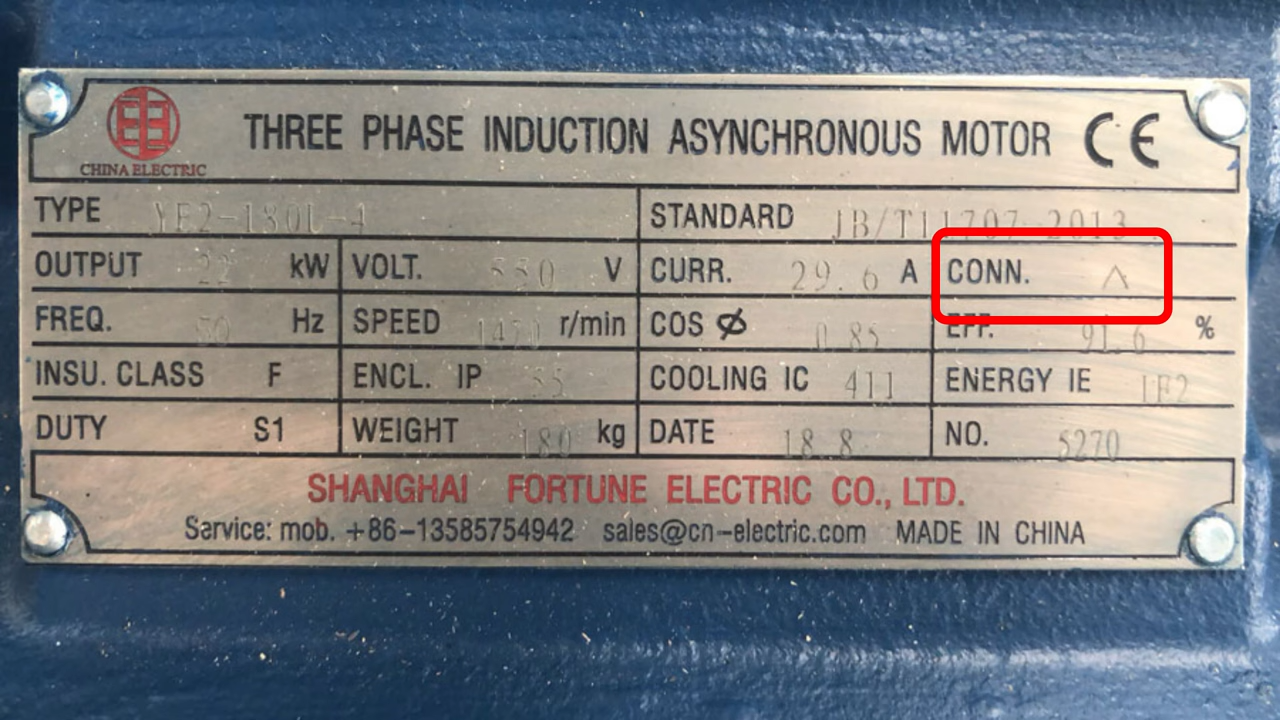 CHINA ELECTRIC
THREE PHASE INDUCTION ASYNCHRONOUS MOTOR CE
TYPE YE2-180L-4 STANDARD JB/T11707-2013
OUTPUT 22 kW VOLT. 550 V CURR. 29.6 A CONN. Δ
FREQ. 50 Hz SPEED 1470 r/min COS Ø 0.85 EFF. 91.6 %
INSU. CLASS F ENCL. IP 55 COOLING IC 411 ENERGY IE IE2
DUTY S1 WEIGHT 180 kg DATE 18.8 NO. 5270
SHANGHAI FORTUNE ELECTRIC CO., LTD.
Sarvice: mob. +86-13585754942 sales@cn-electric.com MADE IN CHINA